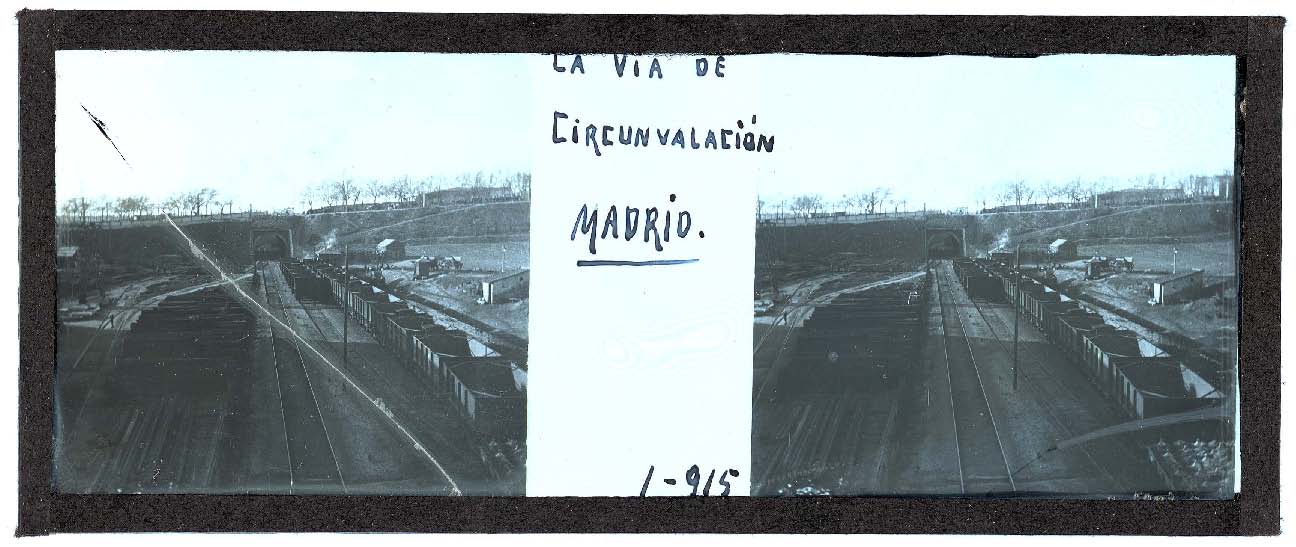 LA VIA DE
CIRCUNVALACIÓN
MADRID.
1-915